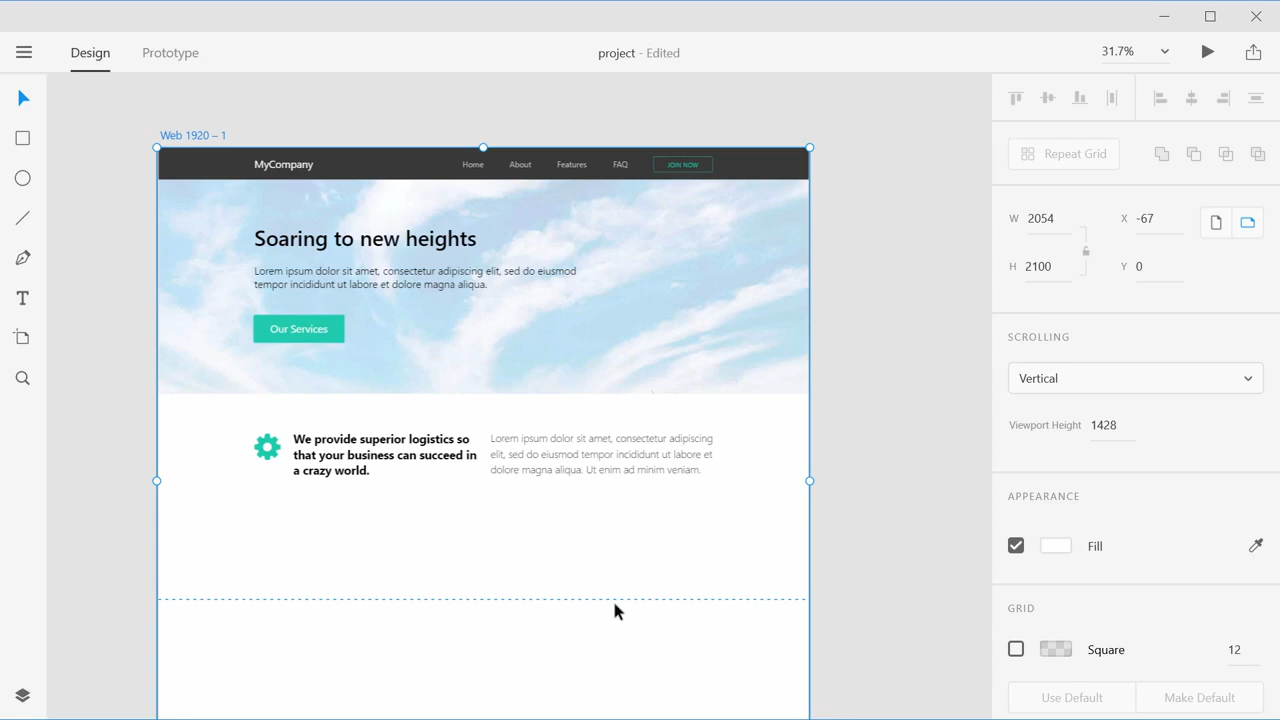 Design
Prototype
project - Edited
31.7%
Web 1920 – 1
MyCompany
Home
About
Features
FAQ
JOIN NOW
Soaring to new heights
Lorem ipsum dolor sit amet, consectetur adipiscing elit, sed do eiusmod
tempor incididunt ut labore et dolore magna aliqua.
Our Services
We provide superior logistics so
that your business can succeed in
a crazy world.
Lorem ipsum dolor sit amet, consectetur adipiscing
elit, sed do eiusmod tempor incididunt ut labore et
dolore magna aliqua. Ut enim ad minim veniam.
Repeat Grid
W 2054
X -67
H 2100
Y 0
SCROLLING
Vertical
Viewport Height 1428
APPEARANCE
Fill
GRID
Square 12
Use Default
Make Default